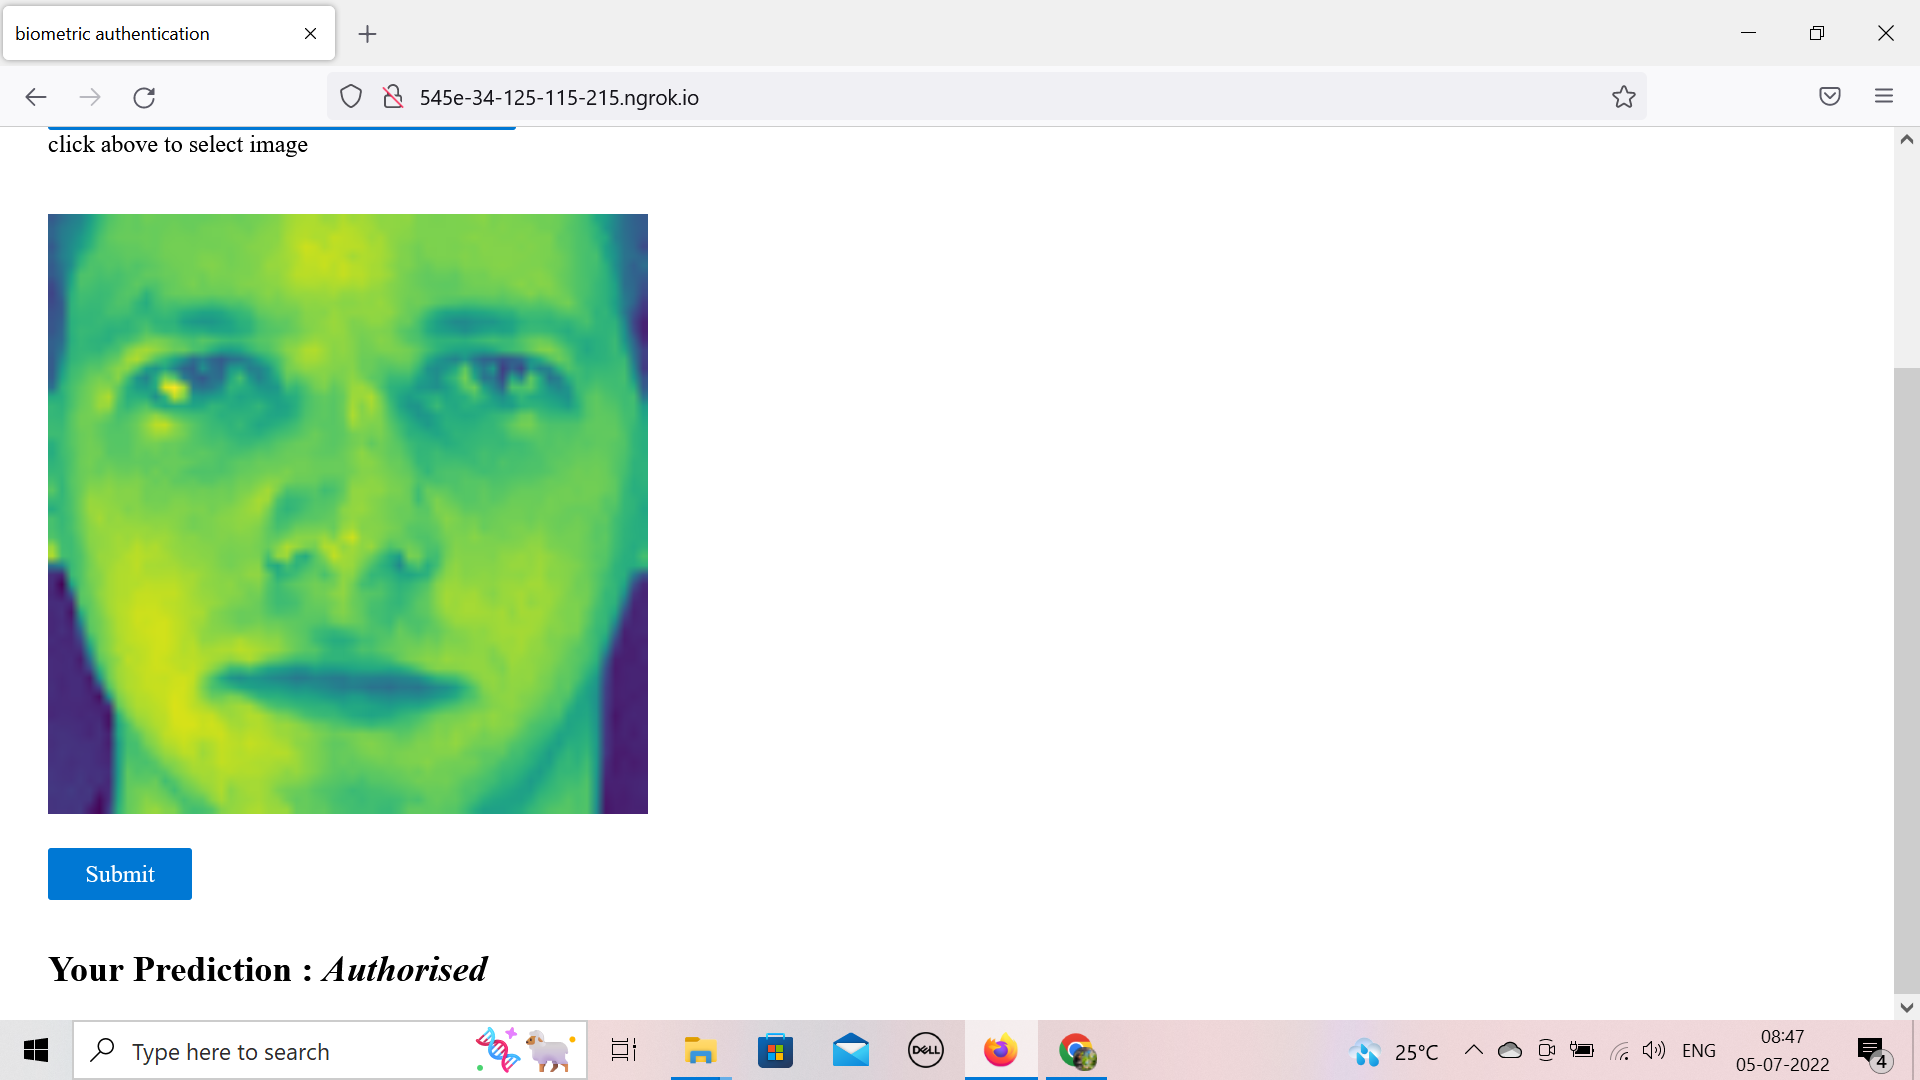 biometric authentication
545e-34-125-115-215.ngrok.io
click above to select image
Submit
Your Prediction : Authorised
Type here to search
DELL
25°C
ENG
08:47
05-07-2022
4